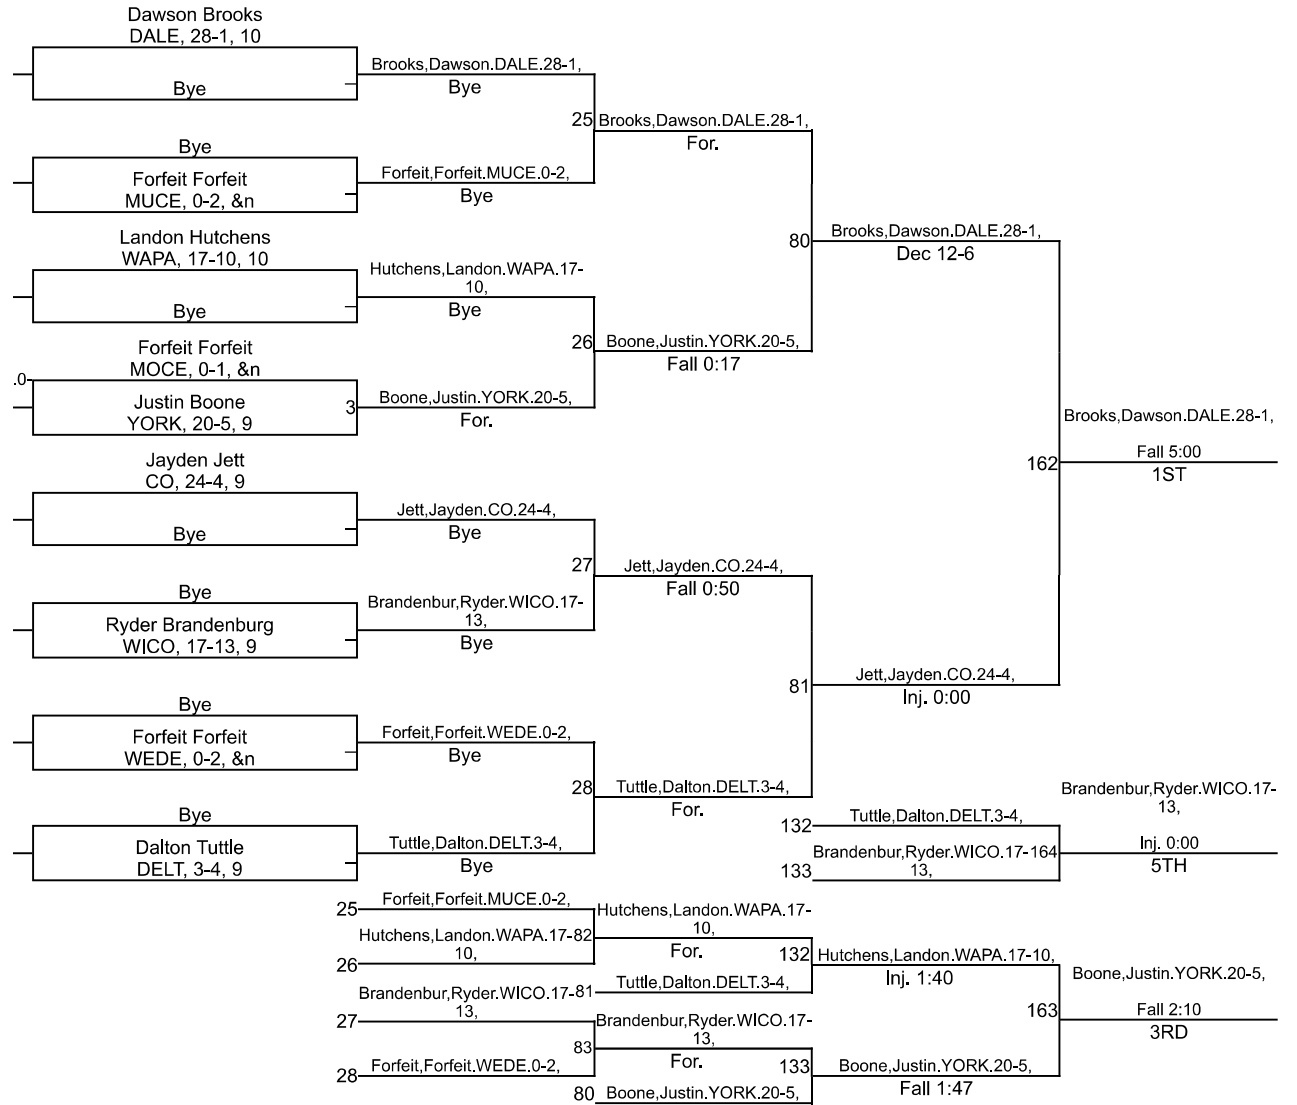 Dawson Brooks
DALE, 28-1, 10
Bye
Brooks,Dawson.DALE.28-1,
Bye
25
Brooks,Dawson.DALE.28-1,
For.
Bye
Forfeit Forfeit
MUCE, 0-2, &n
Forfeit,Forfeit.MUCE.0-2,
Bye
80
Brooks,Dawson.DALE.28-1,
Dec 12-6
Landon Hutchens
WAPA, 17-10, 10
Bye
Hutchens,Landon.WAPA.17-
10,
Bye
26
Boone,Justin.YORK.20-5,
Fall 0:17
Forfeit Forfeit
MOCE, 0-1, &n
.0
Justin Boone
YORK, 20-5, 9
3
Boone,Justin.YORK.20-5,
For.
Brooks,Dawson.DALE.28-1,
162
Fall 5:00
1ST
Jayden Jett
CO, 24-4, 9
Bye
Jett,Jayden.CO.24-4,
Bye
27
Jett,Jayden.CO.24-4,
Fall 0:50
Bye
Ryder Brandenburg
WICO, 17-13, 9
Brandenbur,Ryder.WICO.17-
13,
Bye
81
Jett,Jayden.CO.24-4,
Inj. 0:00
Bye
Forfeit Forfeit
WEDE, 0-2, &n
Forfeit,Forfeit.WEDE.0-2,
Bye
28
Tuttle,Dalton.DELT.3-4,
For.
Bye
Dalton Tuttle
DELT, 3-4, 9
Tuttle,Dalton.DELT.3-4,
Bye
132
Tuttle,Dalton.DELT.3-4,
133
Brandenbur,Ryder.WICO.17-
13,
164
Brandenbur,Ryder.WICO.17-
13,
Inj. 0:00
5TH
25
Forfeit,Forfeit.MUCE.0-2,
26
Hutchens,Landon.WAPA.17-
10,
82
Hutchens,Landon.WAPA.17-
10,
For.
81
Tuttle,Dalton.DELT.3-4,
132
Hutchens,Landon.WAPA.17-10,
Inj. 1:40
27
Brandenbur,Ryder.WICO.17-
13,
28
Forfeit,Forfeit.WEDE.0-2,
83
Brandenbur,Ryder.WICO.17-
13,
For.
80
Boone,Justin.YORK.20-5,
133
Boone,Justin.YORK.20-5,
Fall 1:47
163
Boone,Justin.YORK.20-5,
Fall 2:10
3RD